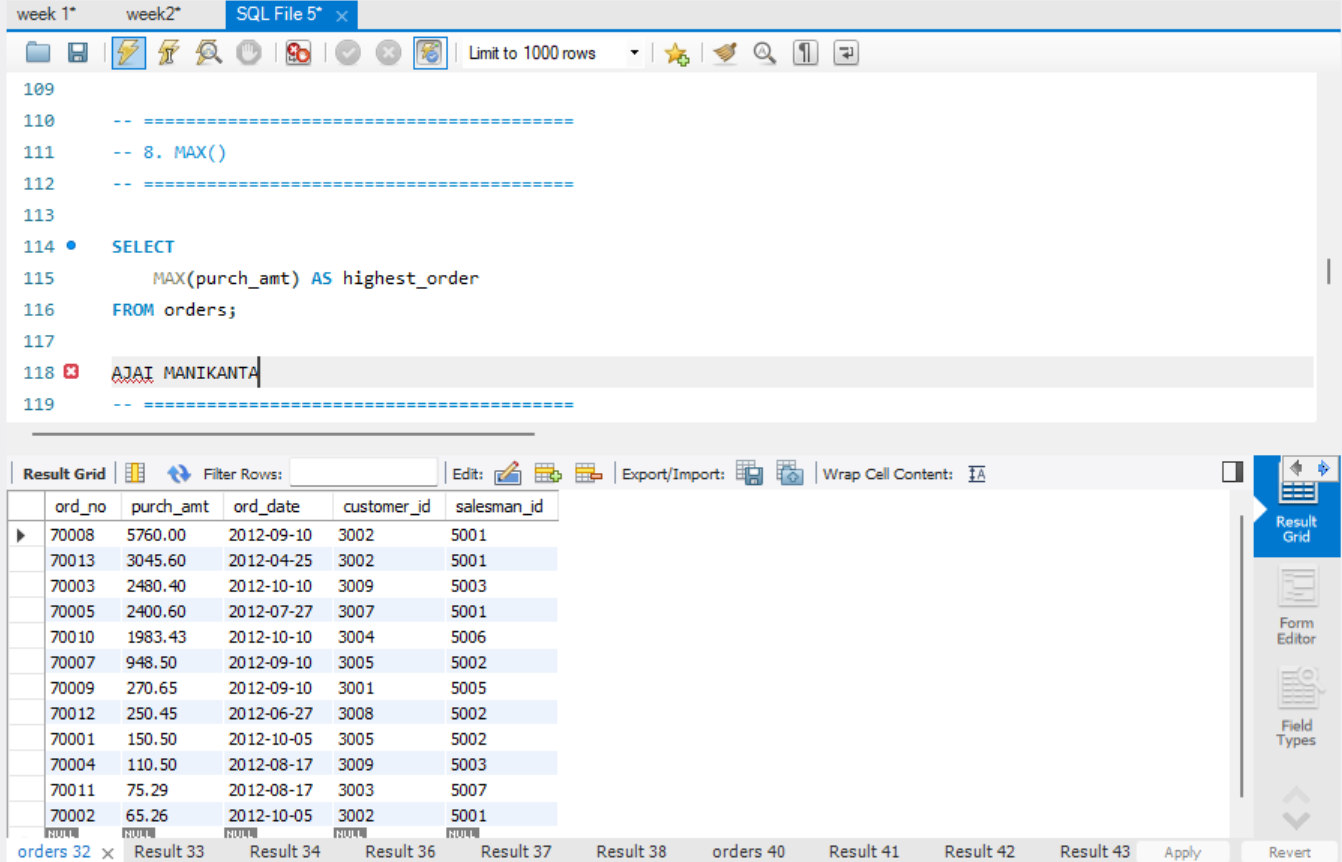 week 1*
week2*
SQL File 5*
Limit to 1000 rows
109
110 -- =========================================
111 -- 8. MAX()
112 -- =========================================
113
114 SELECT
115 MAX(purch_amt) AS highest_order
116 FROM orders;
117
118 AJAI MANIKANTA
119 -- =========================================
Result Grid Filter Rows: Edit: Export/Import: Wrap Cell Content:
ord_no purch_amt ord_date customer_id salesman_id
70008 5760.00 2012-09-10 3002 5001
70013 3045.60 2012-04-25 3002 5001
70003 2480.40 2012-10-10 3009 5003
70005 2400.60 2012-07-27 3007 5001
70010 1983.43 2012-10-10 3004 5006
70007 948.50 2012-09-10 3005 5002
70009 270.65 2012-09-10 3001 5005
70012 250.45 2012-06-27 3008 5002
70001 150.50 2012-10-05 3005 5002
70004 110.50 2012-08-17 3009 5003
70011 75.29 2012-08-17 3003 5007
70002 65.26 2012-10-05 3002 5001
NULL NULL NULL NULL NULL
Result
Grid
Form
Editor
Field
Types
orders 32 Result 33 Result 34 Result 36 Result 37 Result 38 orders 40 Result 41 Result 42 Result 43 Apply Revert